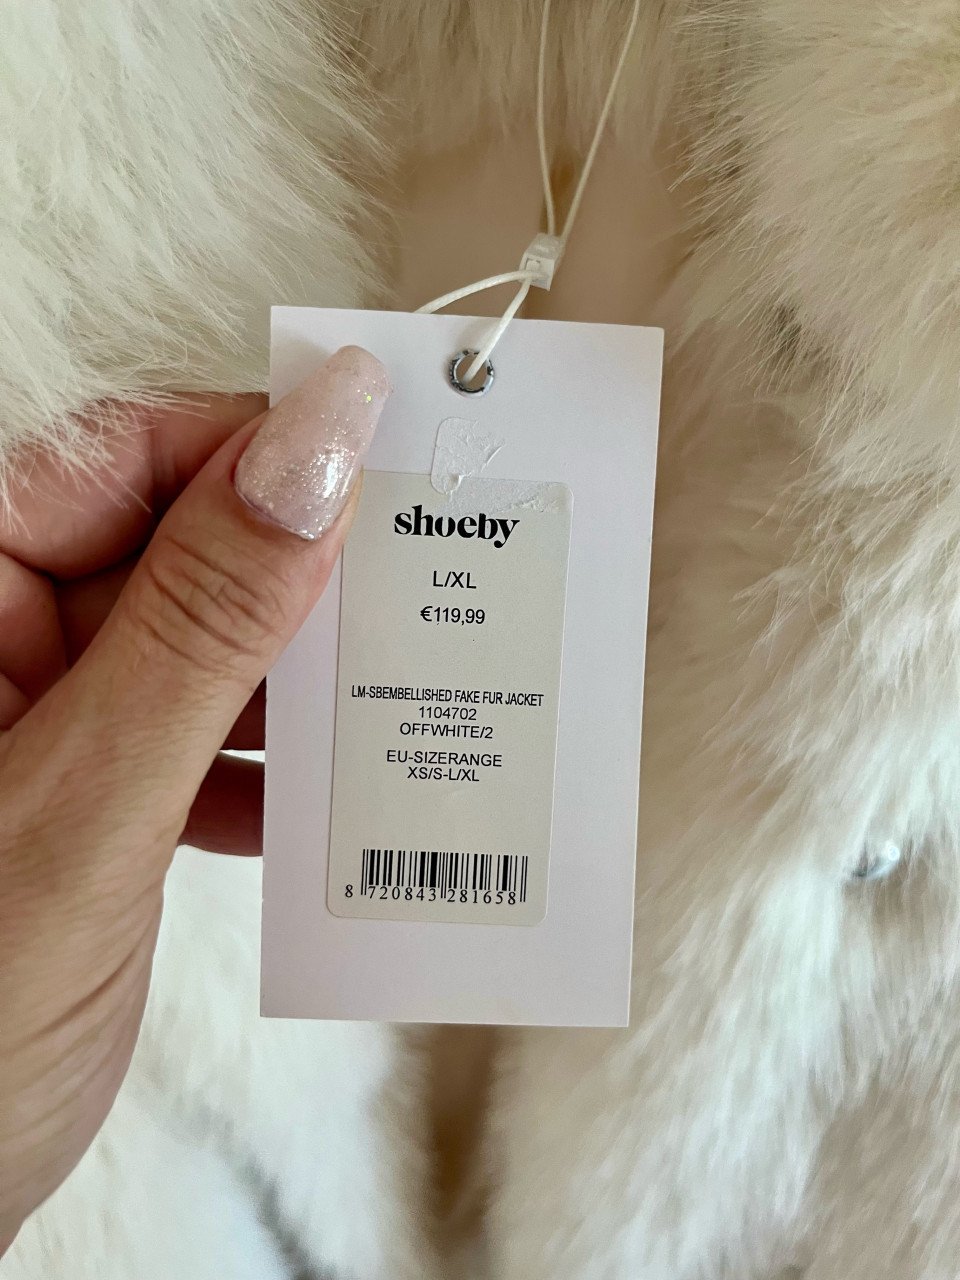 shoeby
L/XL
€119,99
LM-SBEMBELLISHED FAKE FUR JACKET
1104702
OFFWHITE/2
EU-SIZERANGE
XS/S-L/XL
8 720843 281658